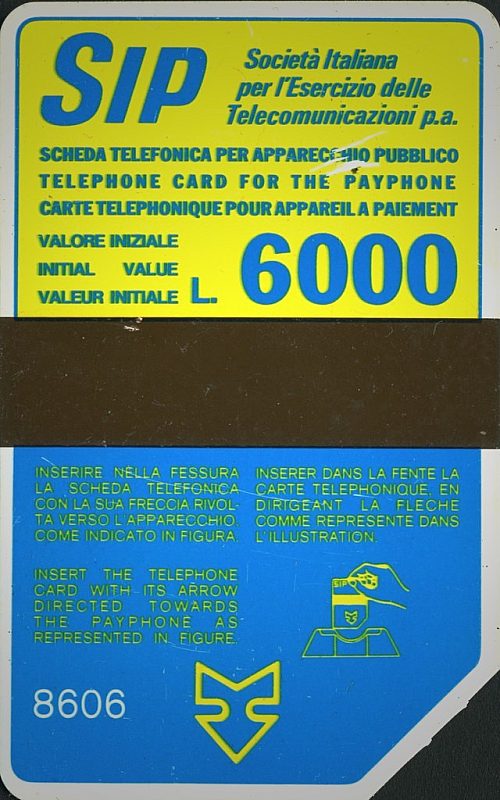 SIP
Società Italiana
per l'Esercizio delle
Telecomunicazioni p.a.
SCHEDA TELEFONICA PER APPARECCHIO PUBBLICO
TELEPHONE CARD FOR THE PAYPHONE
CARTE TELEPHONIQUE POUR APPAREIL A PAIEMENT
VALORE INIZIALE
INITIAL VALUE
VALEUR INITIALE L. 6000
INSERIRE NELLA FESSURA
LA SCHEDA TELEFONICA
CON LA SUA FRECCIA RIVOL-
TA VERSO L'APPARECCHIO.
COME INDICATO IN FIGURA.
INSERER DANS LA FENTE LA
CARTE TELEPHONIQUE, EN
DIRIGEANT LA FLECHE
COMME REPRESENTE DANS
L'ILLUSTRATION.
INSERT THE TELEPHONE
CARD WITH ITS ARROW
DIRECTED TOWARDS
THE PAYPHONE AS
REPRESENTED IN FIGURE.
SIP
8606